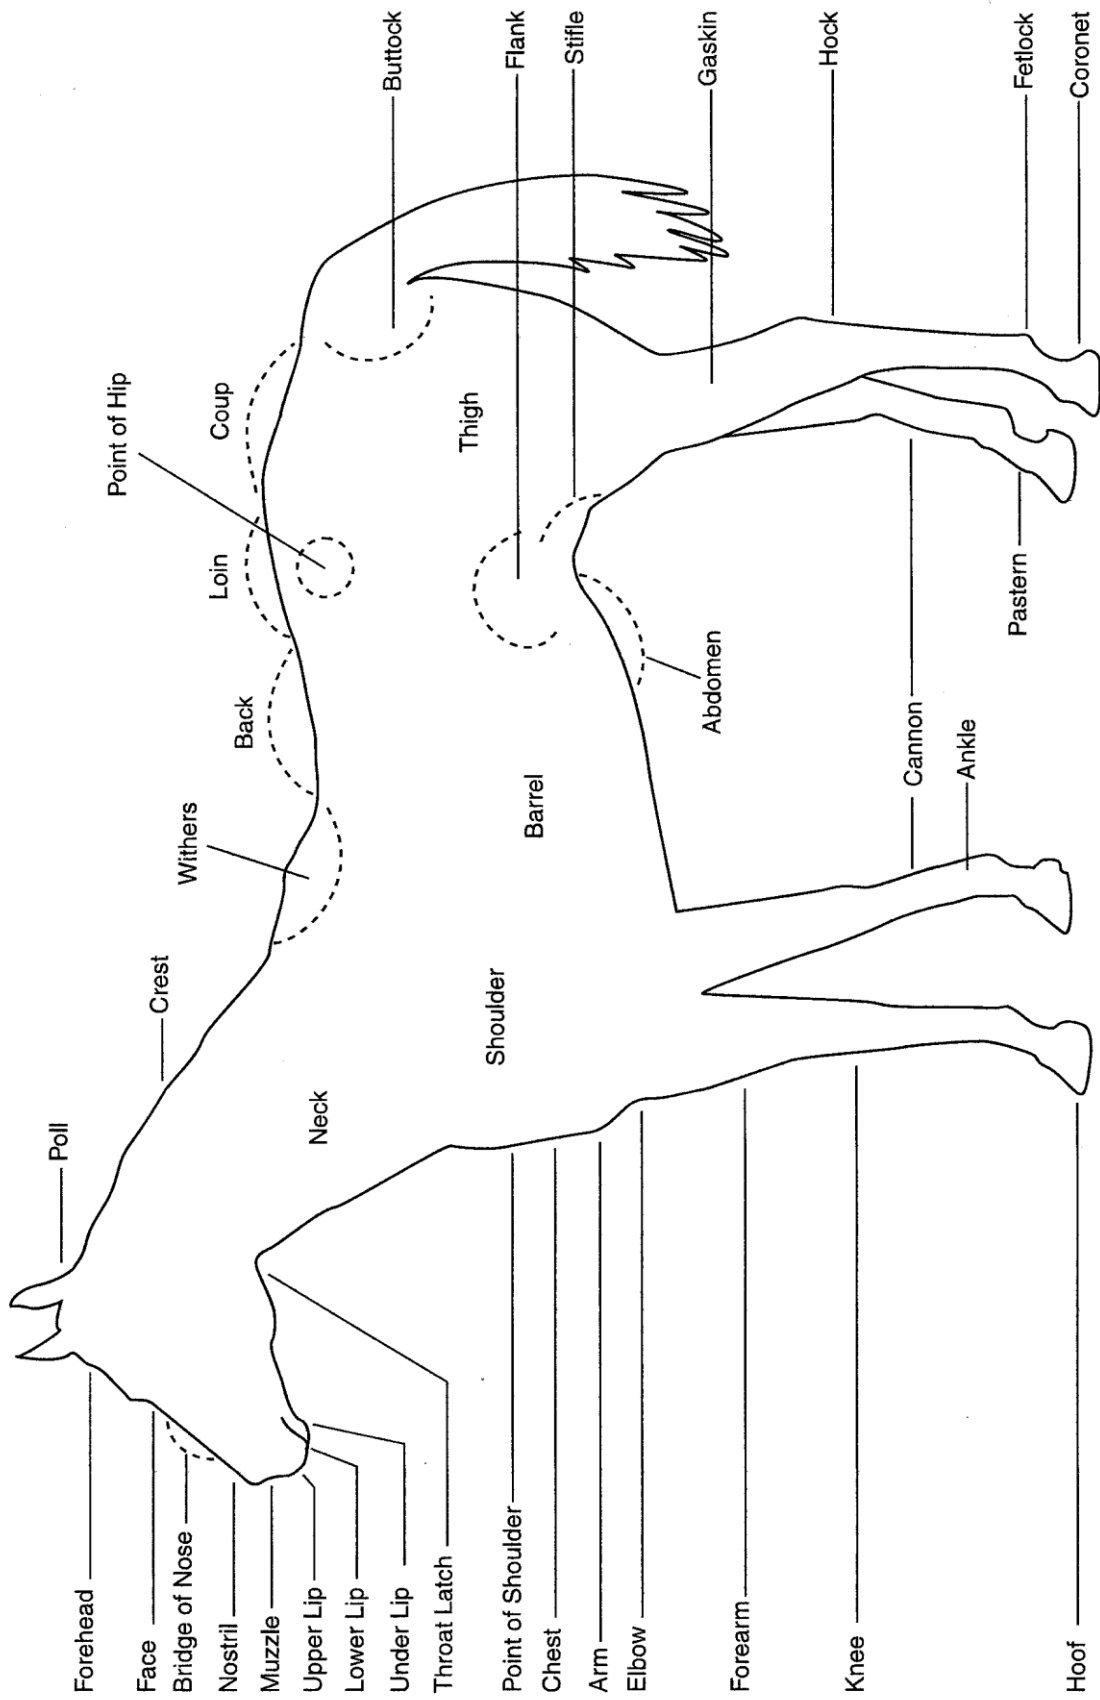 Poll
Crest
Withers
Back
Loin
Point of Hip
Coup
Buttock
Flank
Stifle
Gaskin
Hock
Fetlock
Coronet
Forehead
Face
Bridge of Nose
Nostril
Muzzle
Upper Lip
Lower Lip
Under Lip
Throat Latch
Point of Shoulder
Chest
Arm
Elbow
Forearm
Knee
Hoof
Neck
Shoulder
Barrel
Thigh
Abdomen
Cannon
Ankle
Pastern